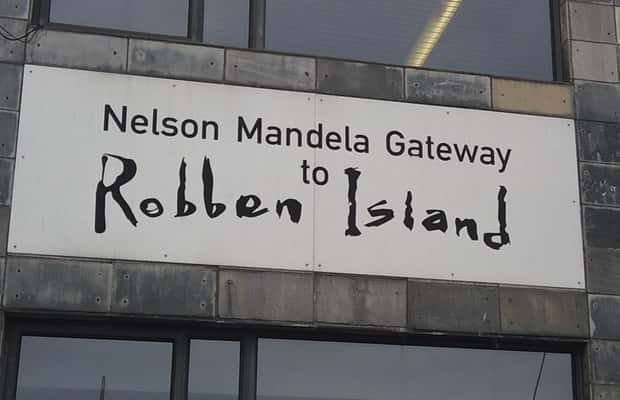 Nelson Mandela Gateway
to
Robben Island